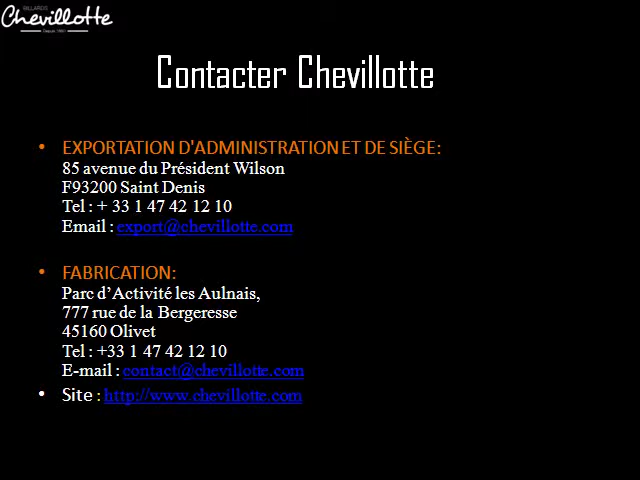 BILLARDS
Chevillotte
Depuis 1860
Contacter Chevillotte
• EXPORTATION D'ADMINISTRATION ET DE SIÈGE:
85 avenue du Président Wilson
F93200 Saint Denis
Tel : + 33 1 47 42 12 10
Email : export@chevillotte.com
• FABRICATION:
Parc d’Activité les Aulnais,
777 rue de la Bergeresse
45160 Olivet
Tel : +33 1 47 42 12 10
E-mail : contact@chevillotte.com
• Site : http://www.chevillotte.com